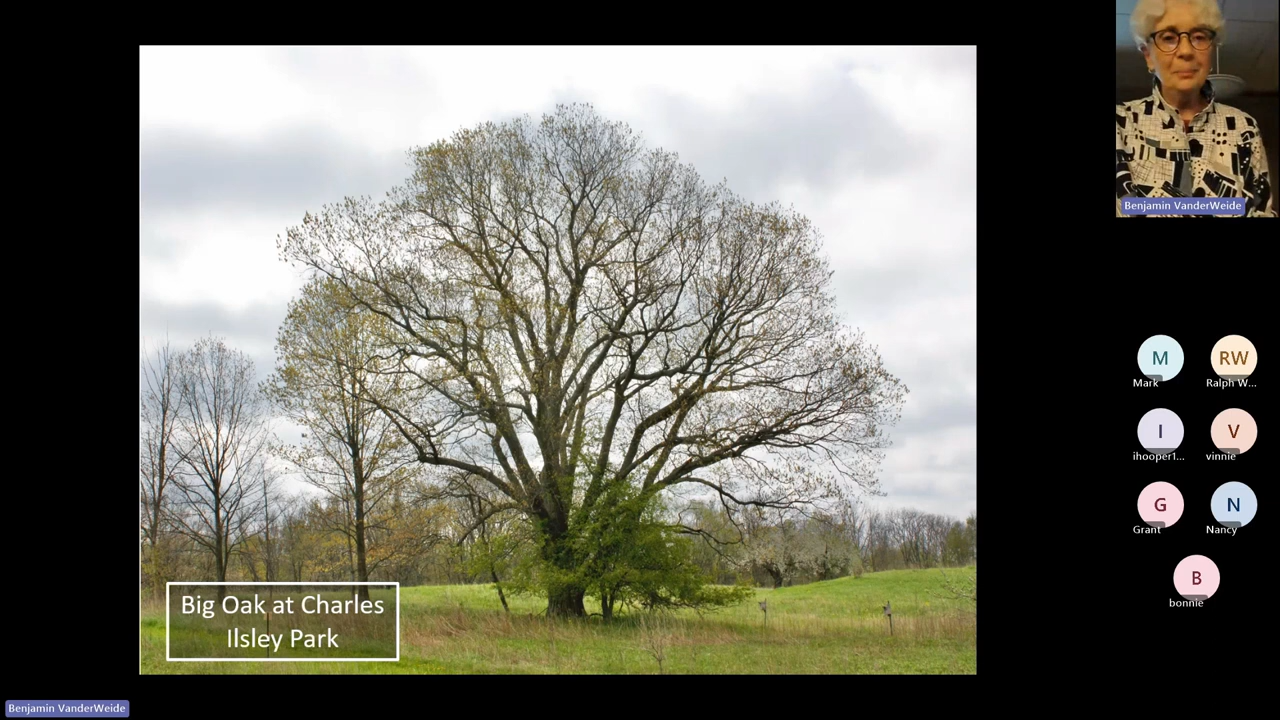 Benjamin VanderWeide
M
RW
Mark
Ralph W...
I
V
ihooper1...
vinnie
G
N
Grant
Nancy
B
bonnie
Big Oak at Charles
Ilsley Park
Benjamin VanderWeide